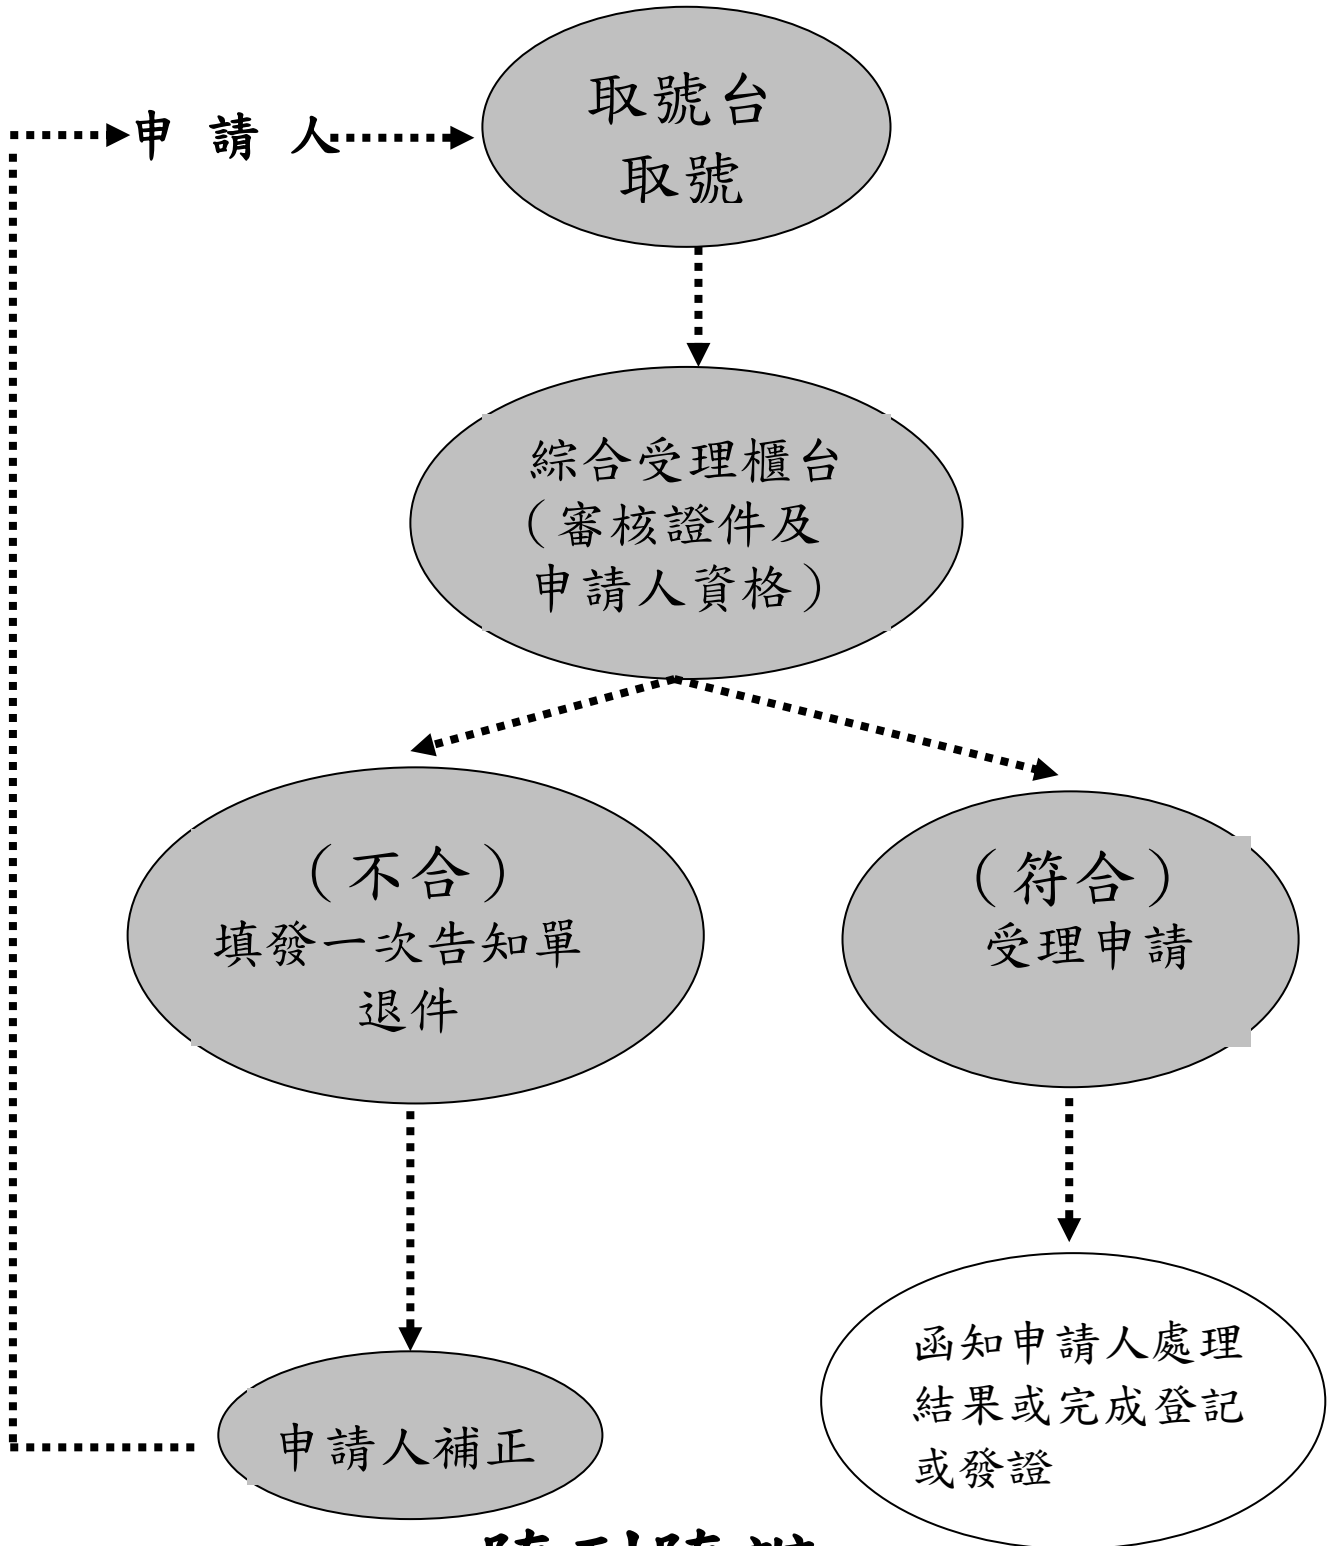 申請人
取號台
取號
綜合受理櫃台
（審核證件及
申請人資格）
（不合）
填發一次告知單
退件
（符合）
受理申請
申請人補正
函知申請人處理
結果或完成登記
或發證